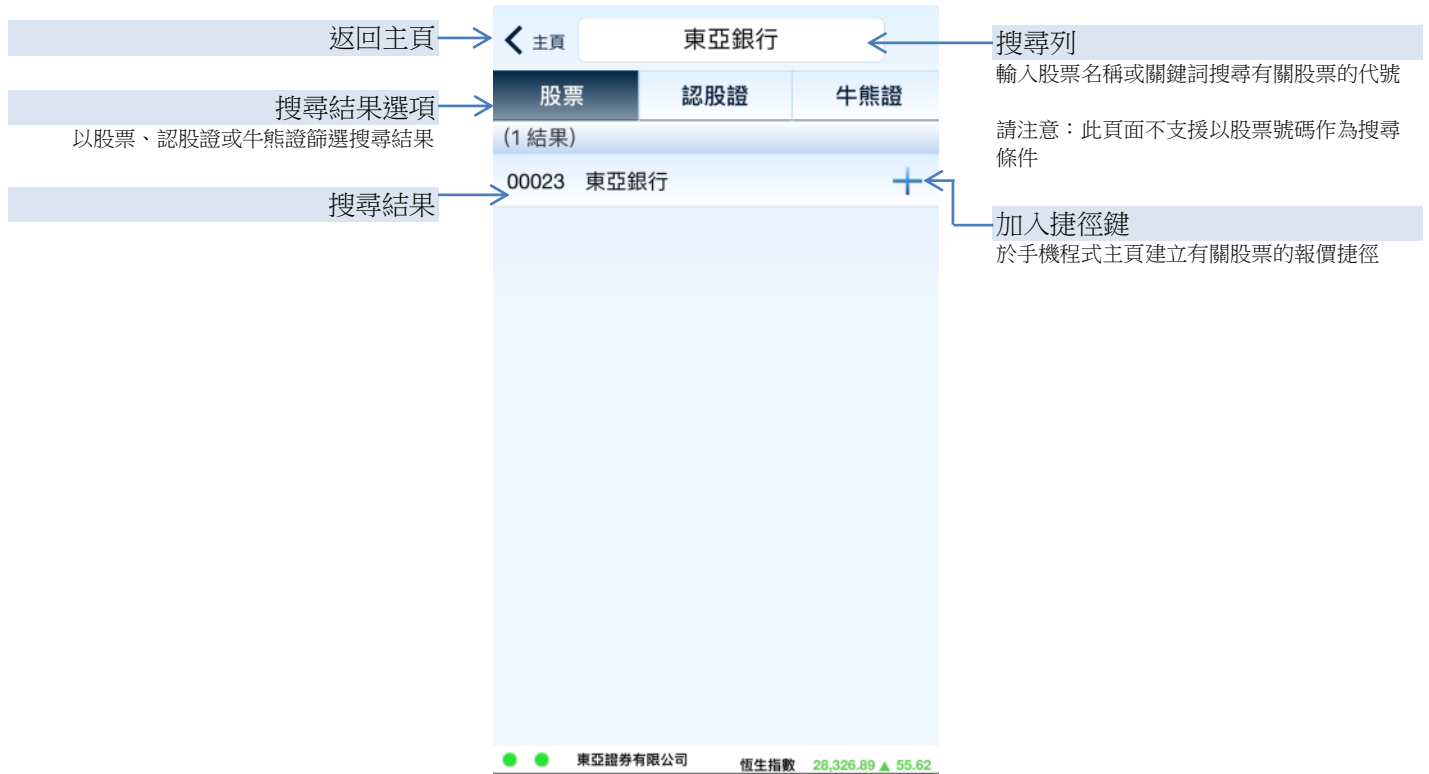 返回主頁
搜尋結果選項
以股票、認股證或牛熊證篩選搜尋結果
搜尋結果
主頁 東亞銀行
股票 認股證 牛熊證
(1 結果)
00023 東亞銀行
東亞證券有限公司 恆生指數 28,326.89 ▲ 55.62
搜尋列
輸入股票名稱或關鍵詞搜尋有關股票的代號
請注意：此頁面不支援以股票號碼作為搜尋
條件
加入捷徑鍵
於手機程式主頁建立有關股票的報價捷徑